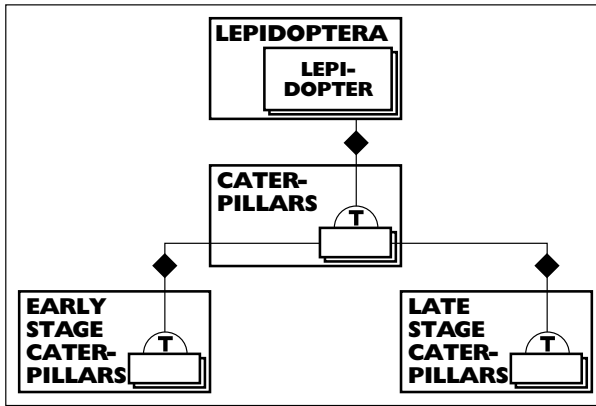 LEPIDOPTERA
LEPI-
DOPTER
CATER-
PILLARS
T
EARLY
STAGE
CATER-
PILLARS
T
LATE
STAGE
CATER-
PILLARS
T